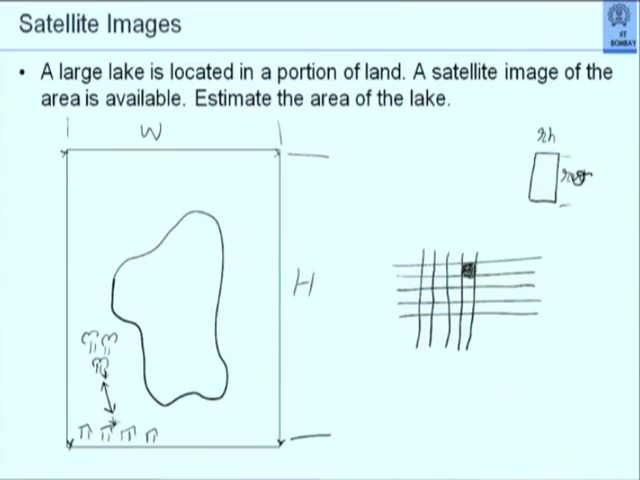 Satellite Images
IIT
BOMBAY
• A large lake is located in a portion of land. A satellite image of the
area is available. Estimate the area of the lake.
W
H